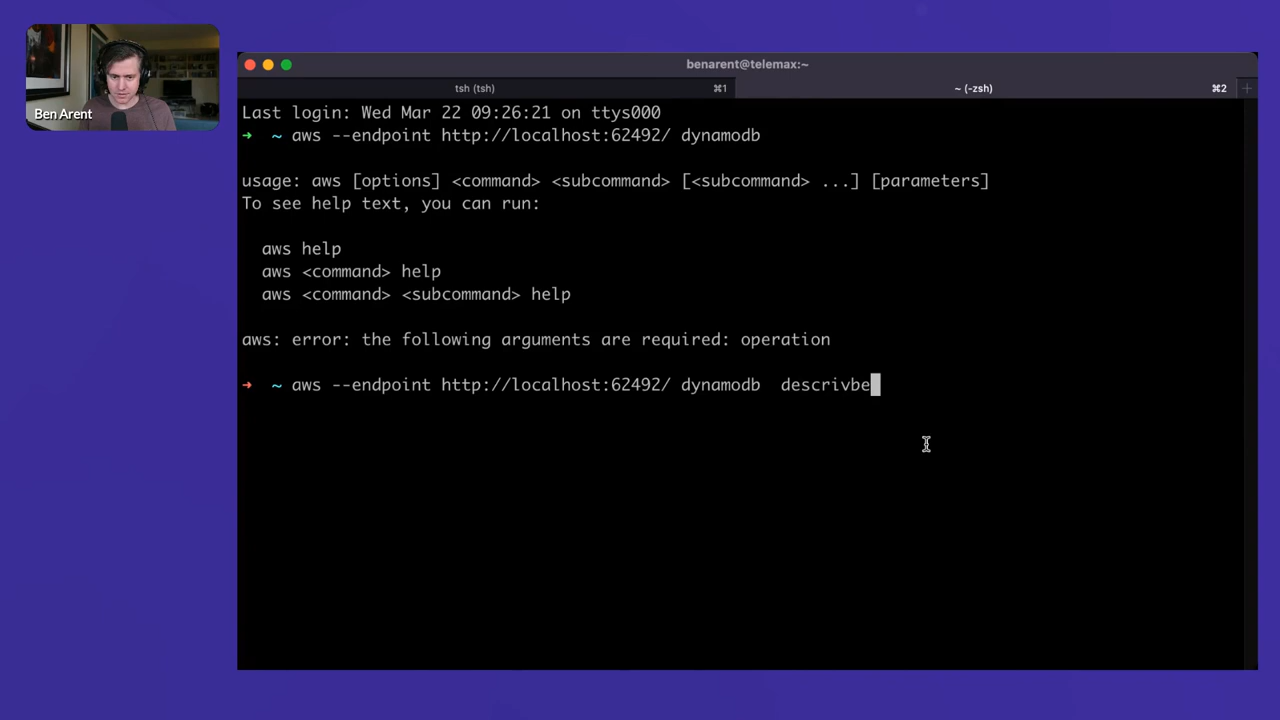 benarent@telemax:~
tsh (tsh) ⌘1 ~ (-zsh) ⌘2 +
Ben Arent
Last login: Wed Mar 22 09:26:21 on ttys000
➜ ~ aws --endpoint http://localhost:62492/ dynamodb
usage: aws [options] <command> <subcommand> [<subcommand> ...] [parameters]
To see help text, you can run:
aws help
aws <command> help
aws <command> <subcommand> help
aws: error: the following arguments are required: operation
➜ ~ aws --endpoint http://localhost:62492/ dynamodb  descrivbe